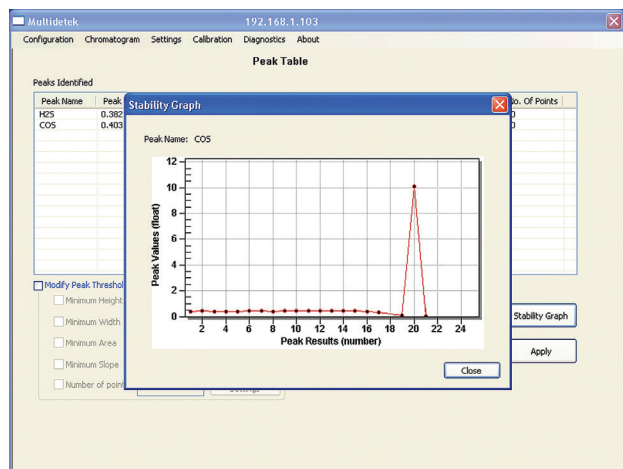 Multidetek 192.168.1.103
Configuration Chromatogram Settings Calibration Diagnostics About
Peak Table
Peaks Identified
Peak Name Peak No. Of Points
H2S 0.382
COS 0.403
Stability Graph
Peak Name: COS
12
10
8
6
4
2
0
Peak Values (float)
2 4 6 8 10 12 14 16 18 20 22 24
Peak Results (number)
Close
Modify Peak Threshol
Minimum Height
Minimum Width
Minimum Area
Minimum Slope
Number of point
Stability Graph
Apply